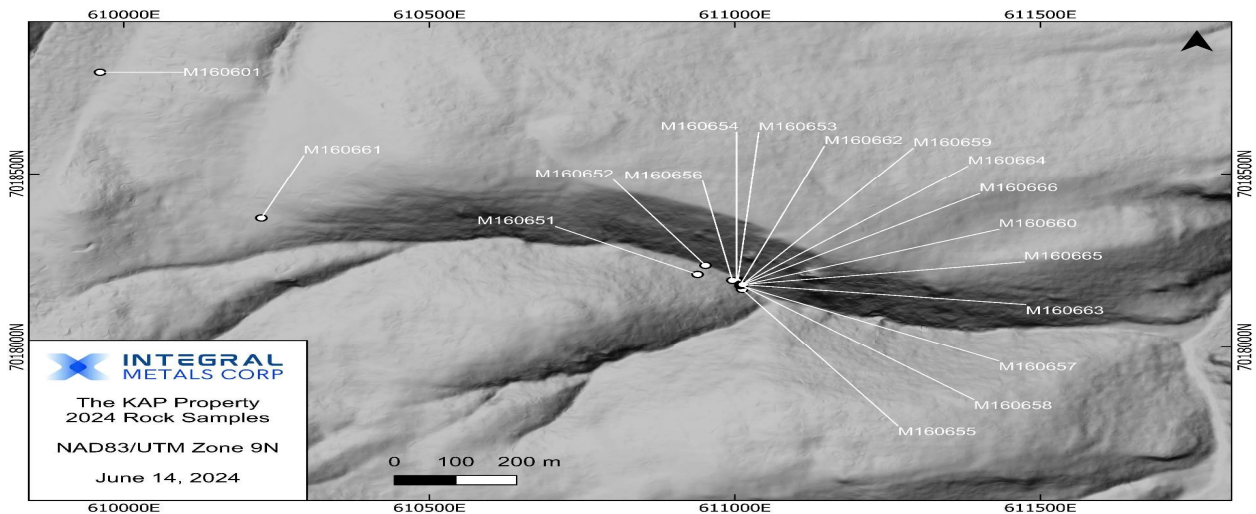 610000E 610500E 611000E 611500E
M160601
M160654 M160653
M160662 M160659
M160661
M160664
M160652 M160656
M160666
7018500N 7018500N
M160651
M160660
M160665
M160663
7018000N 7018000N
M160657
M160658
M160655
INTEGRAL
METALS CORP
The KAP Property
2024 Rock Samples
NAD83/UTM Zone 9N
June 14, 2024
0 100 200 m
610000E 610500E 611000E 611500E